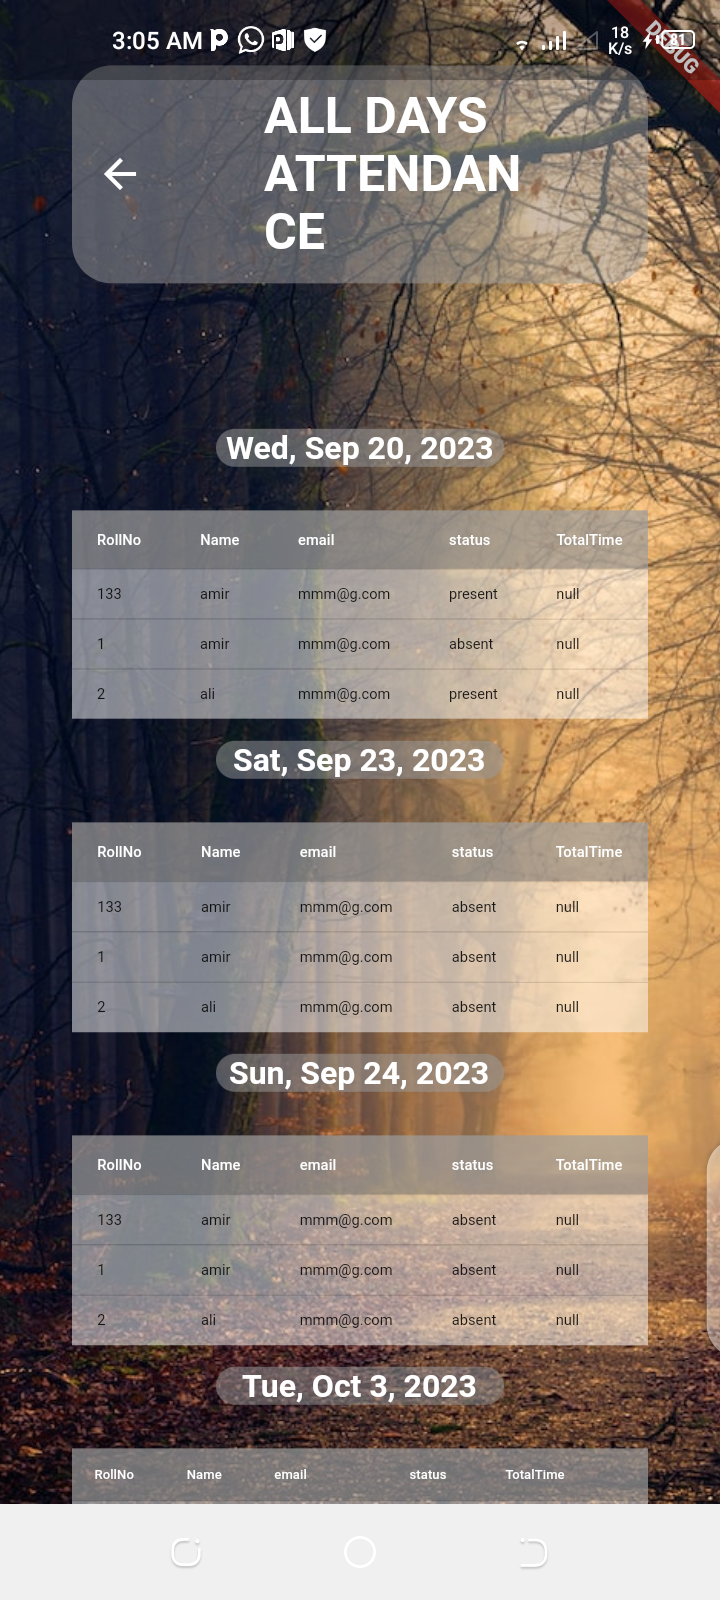 3:05 AM
18
K/s
81
DEBUG
ALL DAYS
ATTENDAN
CE
Wed, Sep 20, 2023
RollNo Name email status TotalTime
133 amir mmm@g.com present null
1 amir mmm@g.com absent null
2 ali mmm@g.com present null
Sat, Sep 23, 2023
RollNo Name email status TotalTime
133 amir mmm@g.com absent null
1 amir mmm@g.com absent null
2 ali mmm@g.com absent null
Sun, Sep 24, 2023
RollNo Name email status TotalTime
133 amir mmm@g.com absent null
1 amir mmm@g.com absent null
2 ali mmm@g.com absent null
Tue, Oct 3, 2023
RollNo Name email status TotalTime